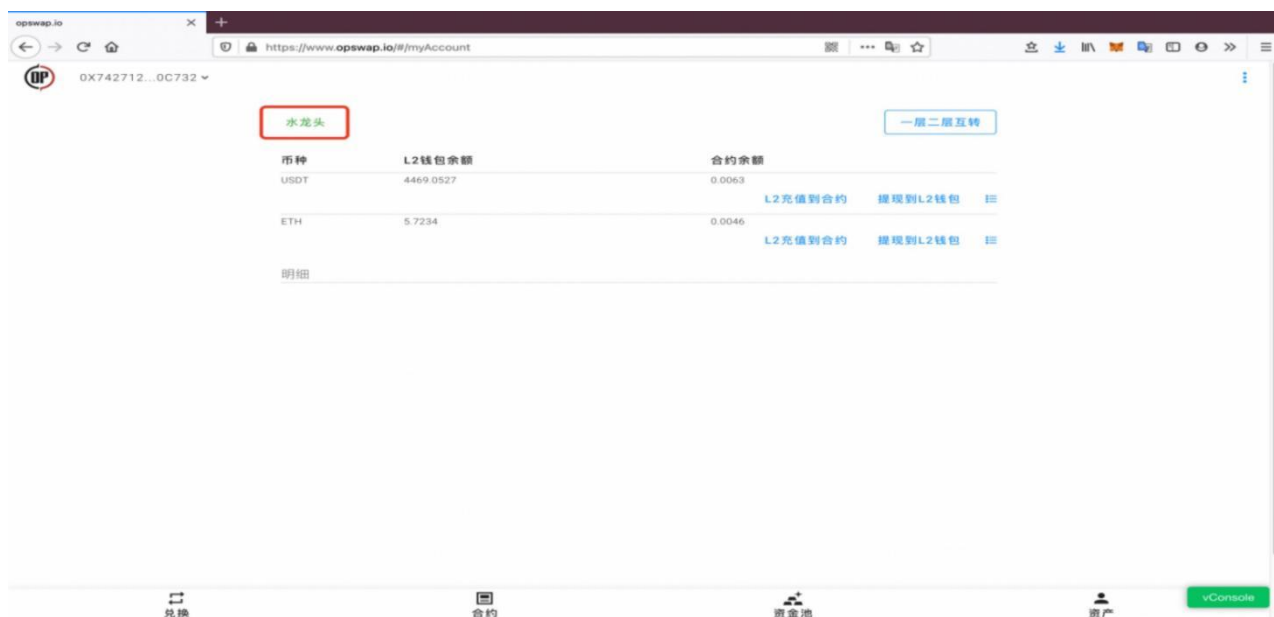 opswap.io
https://www.opswap.io/#/myAccount
OP
0X742712...0C732
水龙头
一层二层互转
币种 L2钱包余额 合约余额
USDT 4469.0527 0.0063
L2充值到合约 提现到L2钱包
ETH 5.7234 0.0046
L2充值到合约 提现到L2钱包
明细
兑换 合约 资金池 资产 vConsole